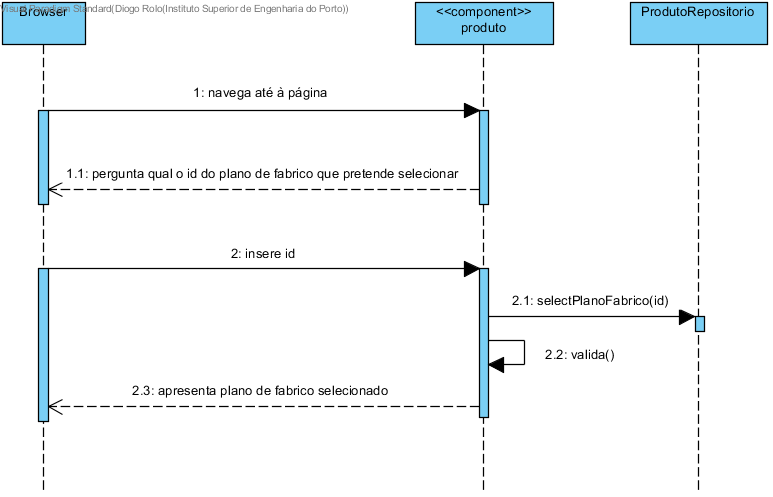 Visual Paradigm Standard(Diogo Rolo(Instituto Superior de Engenharia do Porto))
Browser
<<component>>
produto
ProdutoRepositorio
1: navega até à página
1.1: pergunta qual o id do plano de fabrico que pretende selecionar
2: insere id
2.1: selectPlanoFabrico(id)
2.2: valida()
2.3: apresenta plano de fabrico selecionado